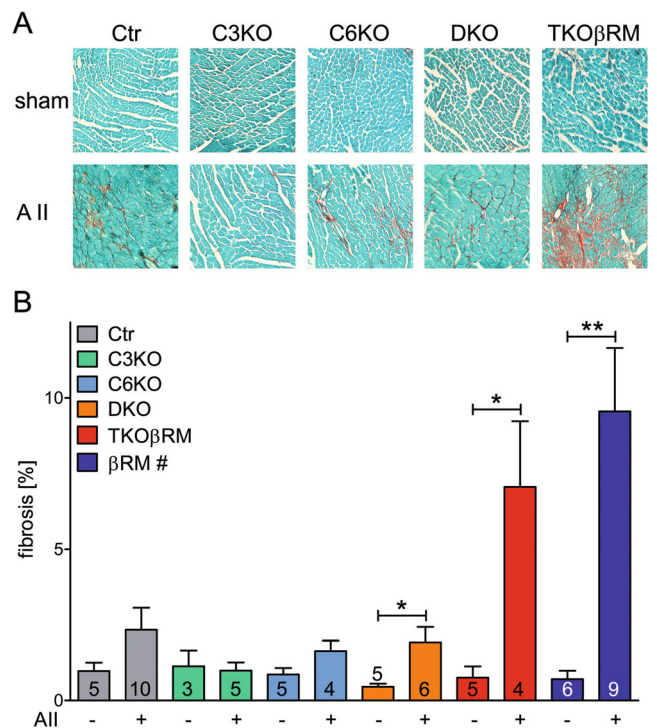 A
Ctr C3KO C6KO DKO TKOβRM
sham
A II
B
Ctr
C3KO
C6KO
DKO
TKOβRM
βRM #
fibrosis [%]
10
5
0
* * **
5 10 3 5 5 4 5 6 5 4 6 9
AII - + - + - + - + - + - +